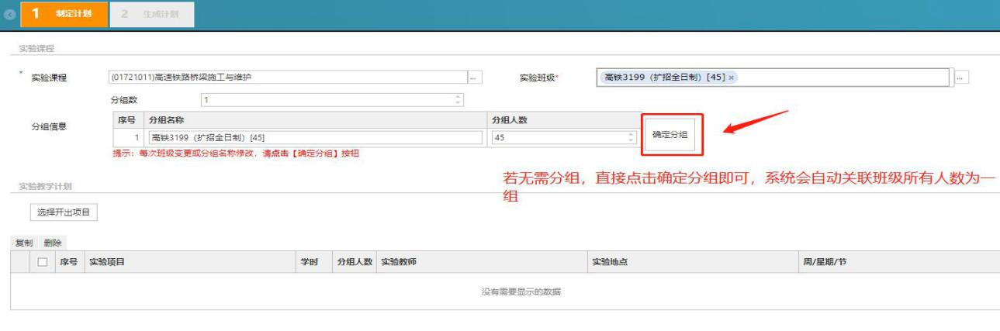 1 制定计划 2 生成计划
实验课程
* 实验课程 (01721011)高速铁路桥梁施工与维护 ... 实验班级* 高铁3199（扩招全日制）[45] × ...
分组数 1
分组信息 序号 分组名称 分组人数
1 高铁3199（扩招全日制）[45] 45 确定分组
提示：每次班级变更或分组名称修改，请点击【确定分组】按钮
若无需分组，直接点击确定分组即可，系统会自动关联班级所有人数为一
组
实验教学计划
选择开出项目
复制 删除
序号 实验项目 学时 分组人数 实验教师 实验地点 周/星期/节
没有需要显示的数据